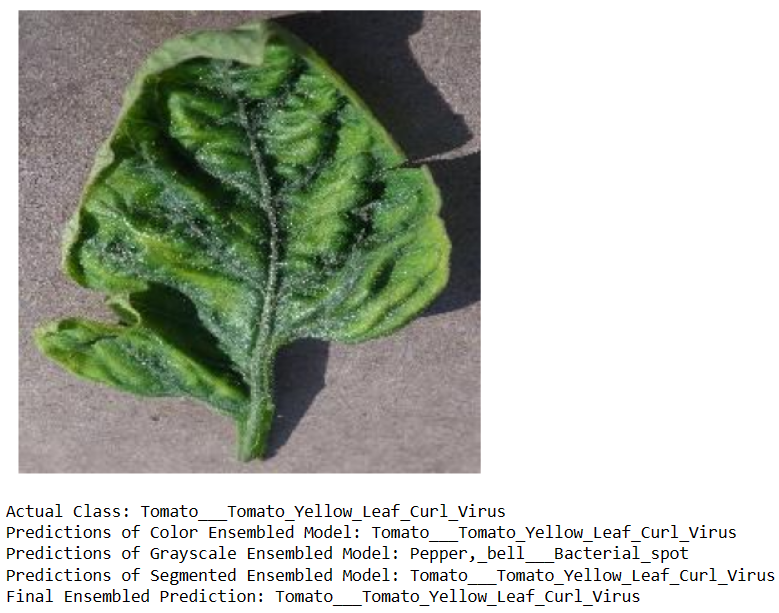 Actual Class: Tomato___Tomato_Yellow_Leaf_Curl_Virus
Predictions of Color Ensembled Model: Tomato___Tomato_Yellow_Leaf_Curl_Virus
Predictions of Grayscale Ensembled Model: Pepper,_bell___Bacterial_spot
Predictions of Segmented Ensembled Model: Tomato___Tomato_Yellow_Leaf_Curl_Virus
Final Ensembled Prediction: Tomato___Tomato_Yellow_Leaf_Curl_Virus